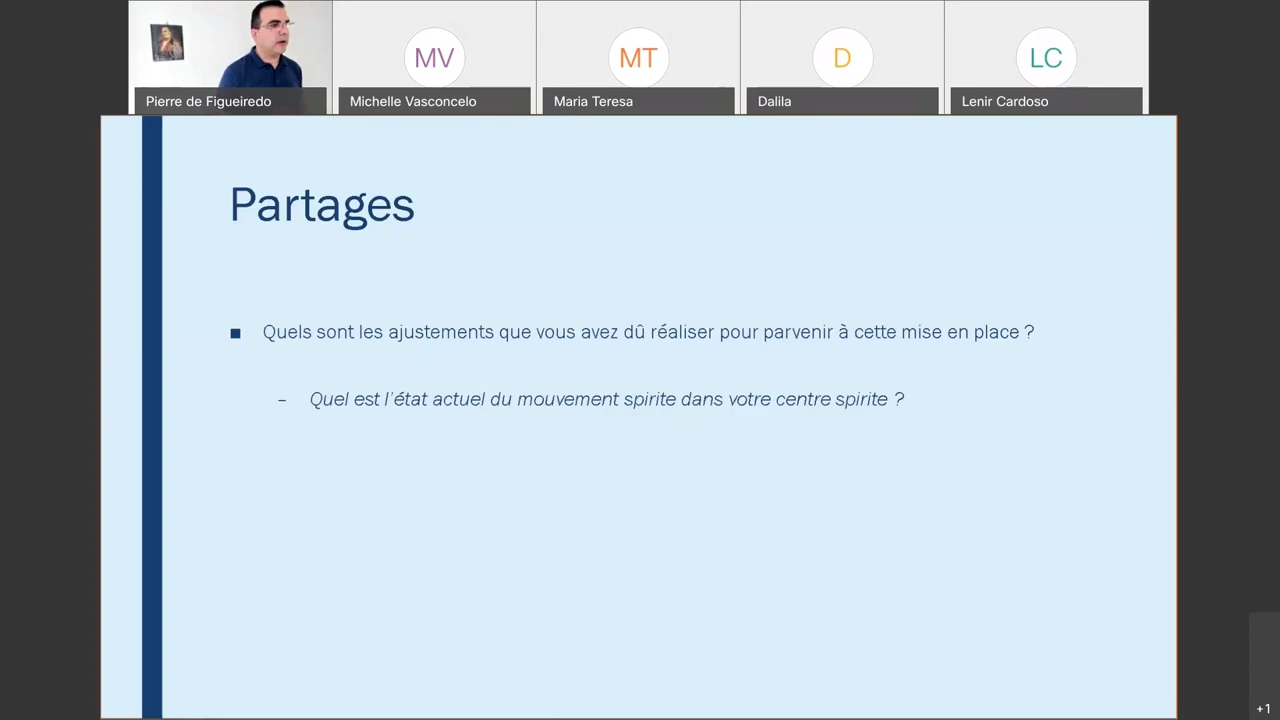 MV
MT
D
LC
Pierre de Figueiredo
Michelle Vasconcelo
Maria Teresa
Dalila
Lenir Cardoso
Partages
■ Quels sont les ajustements que vous avez dû réaliser pour parvenir à cette mise en place ?
– Quel est l'état actuel du mouvement spirite dans votre centre spirite ?
+1